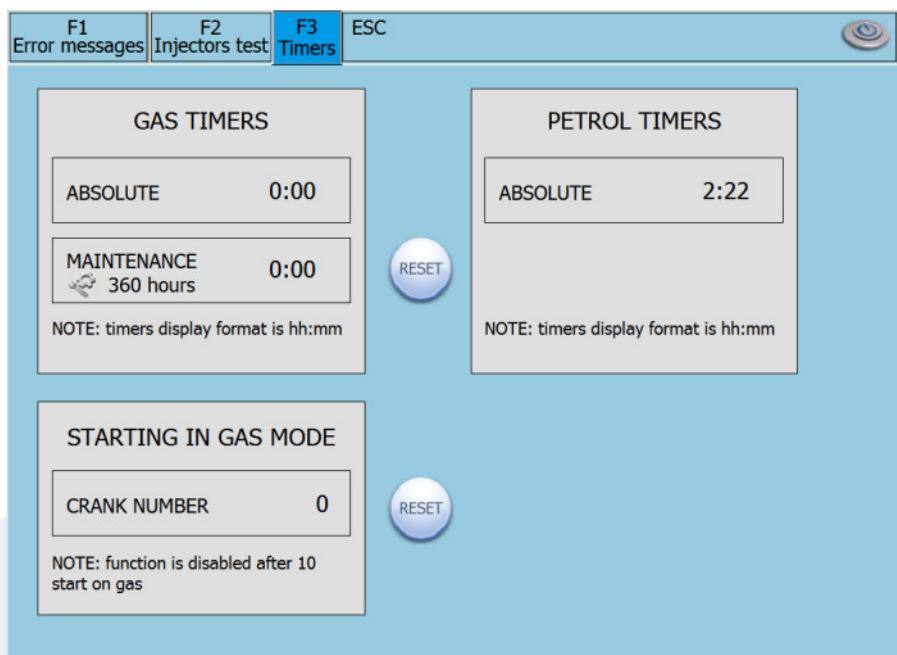 F1
Error messages
F2
Injectors test
F3
Timers
ESC
GAS TIMERS
ABSOLUTE 0:00
MAINTENANCE
360 hours 0:00
NOTE: timers display format is hh:mm
RESET
PETROL TIMERS
ABSOLUTE 2:22
NOTE: timers display format is hh:mm
STARTING IN GAS MODE
CRANK NUMBER 0
NOTE: function is disabled after 10
start on gas
RESET